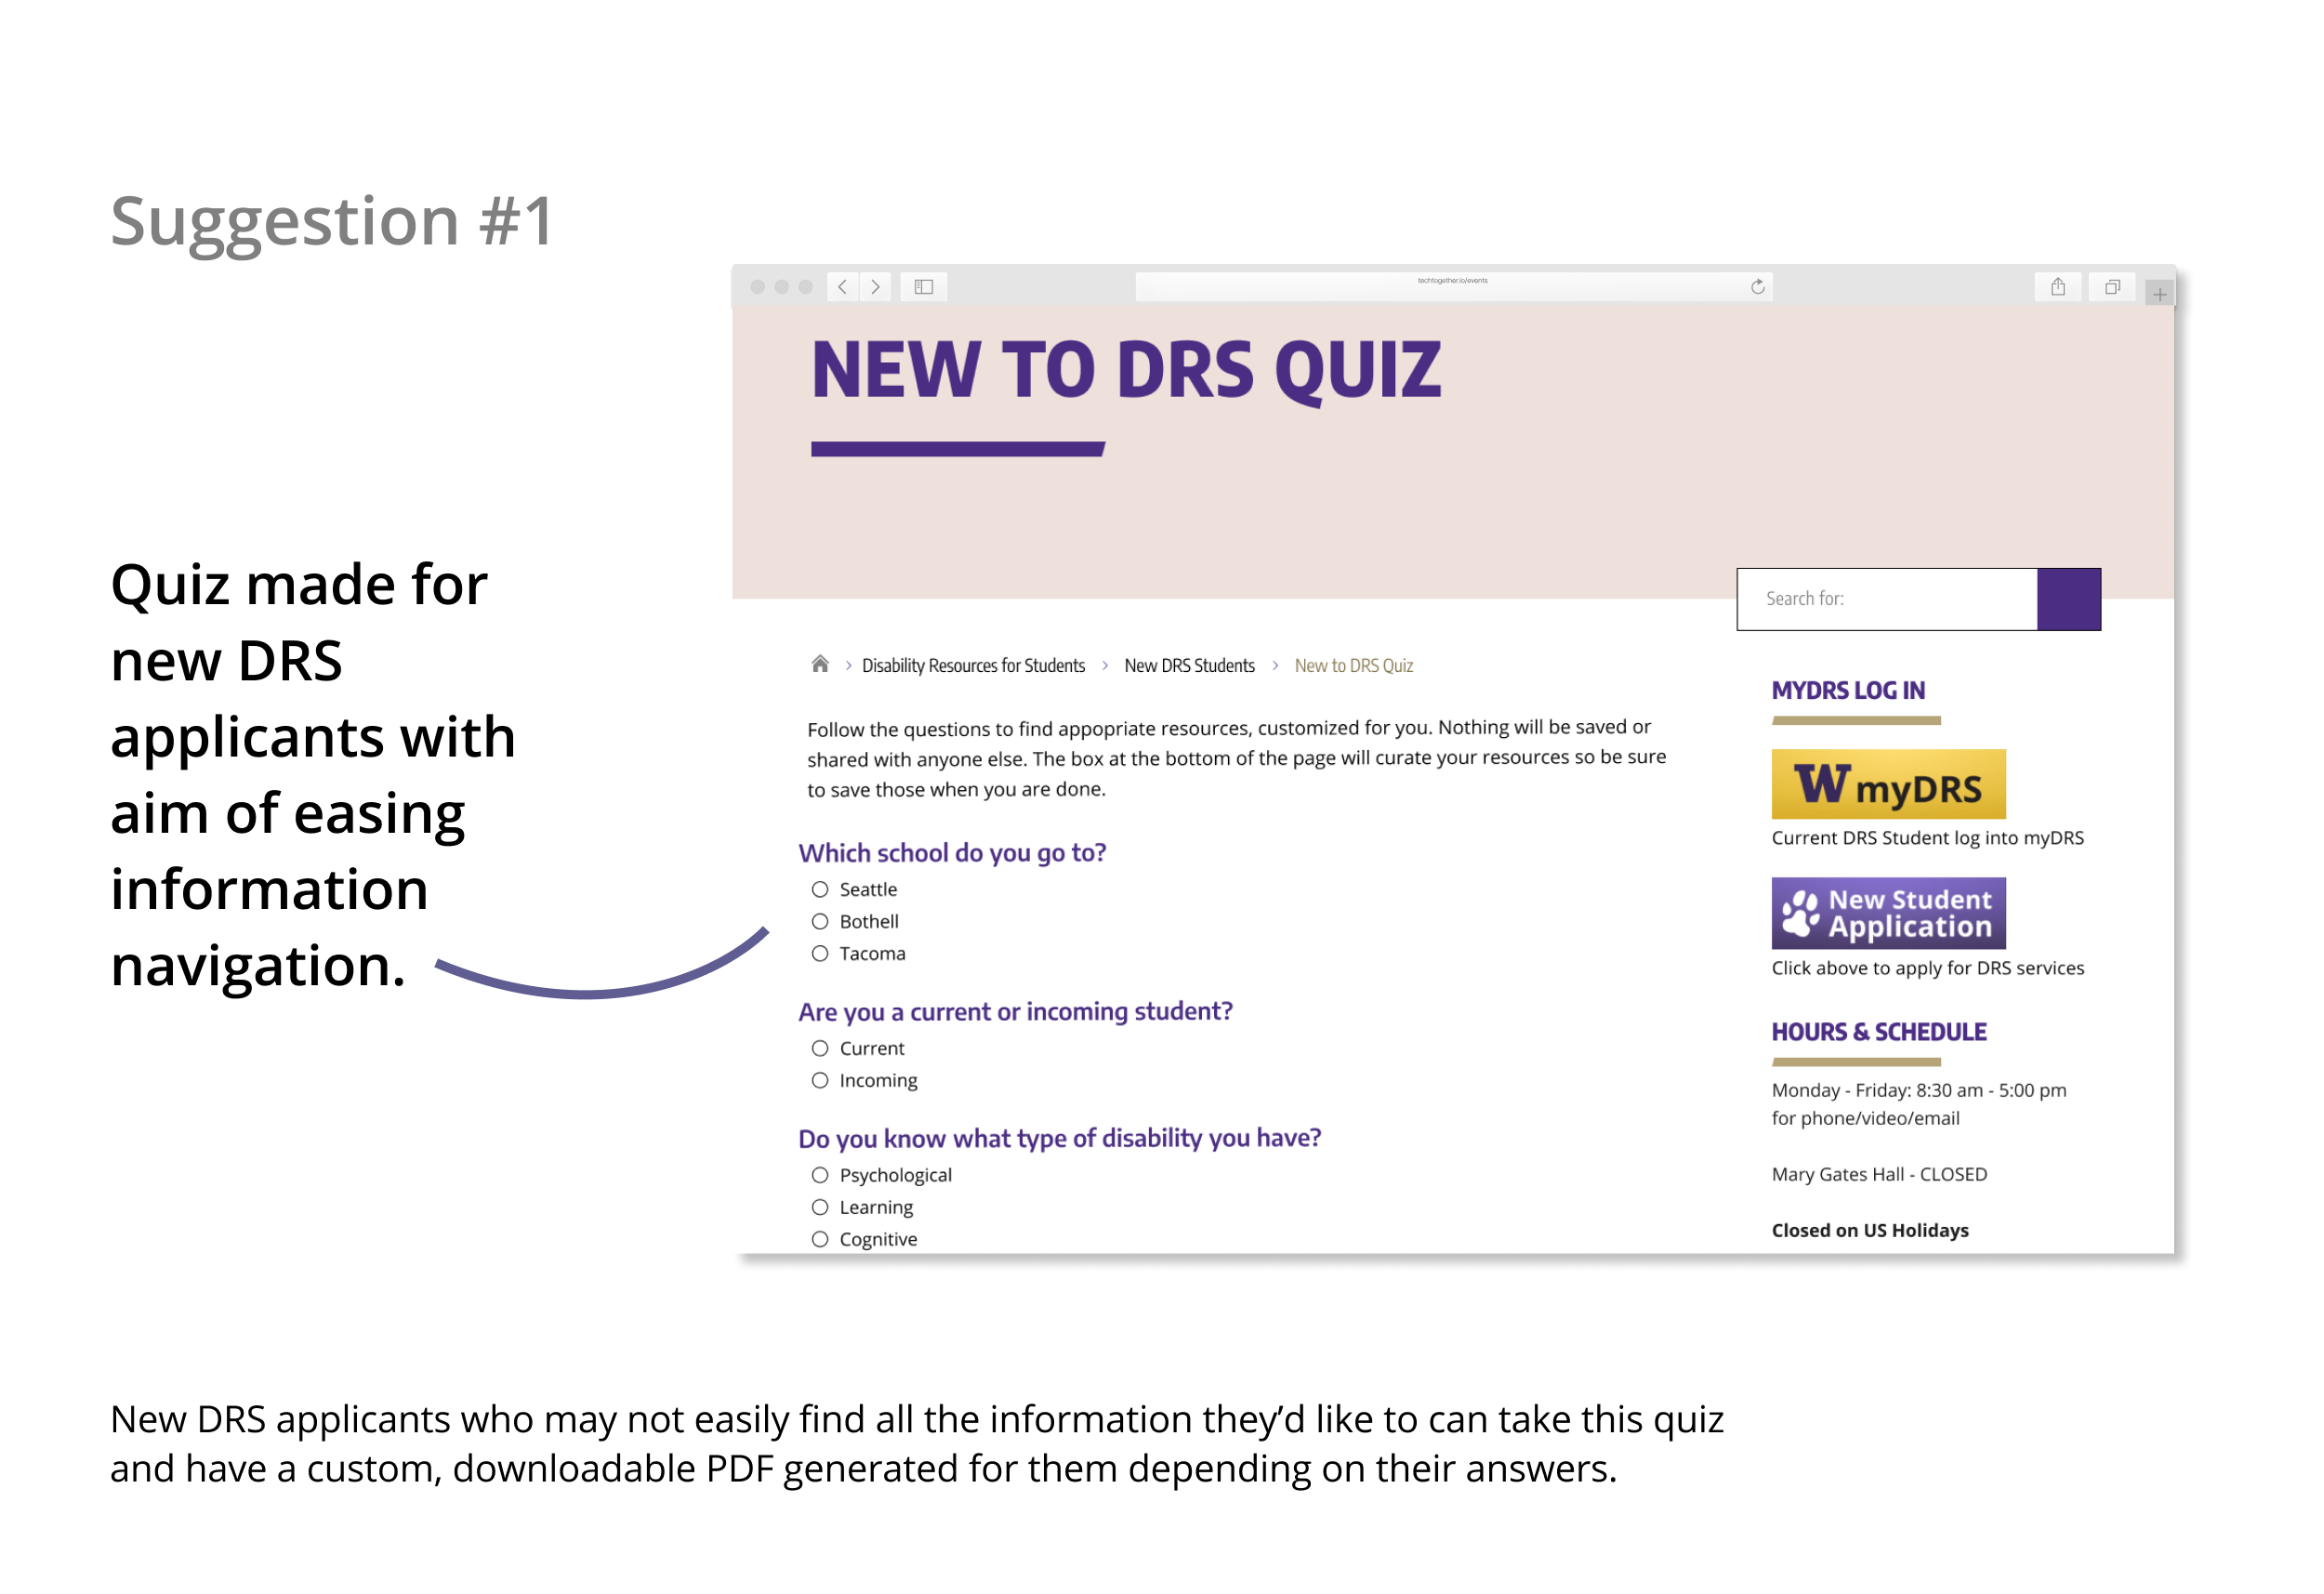 Suggestion #1
Quiz made for
new DRS
applicants with
aim of easing
information
navigation.
techtogether.io/events
NEW TO DRS QUIZ
Search for:
Disability Resources for Students > New DRS Students > New to DRS Quiz
Follow the questions to find appopriate resources, customized for you. Nothing will be saved or
shared with anyone else. The box at the bottom of the page will curate your resources so be sure
to save those when you are done.
Which school do you go to?
Seattle
Bothell
Tacoma
Are you a current or incoming student?
Current
Incoming
Do you know what type of disability you have?
Psychological
Learning
Cognitive
MYDRS LOG IN
W myDRS
Current DRS Student log into myDRS
New Student
Application
Click above to apply for DRS services
HOURS & SCHEDULE
Monday - Friday: 8:30 am - 5:00 pm
for phone/video/email
Mary Gates Hall - CLOSED
Closed on US Holidays
New DRS applicants who may not easily find all the information they’d like to can take this quiz
and have a custom, downloadable PDF generated for them depending on their answers.